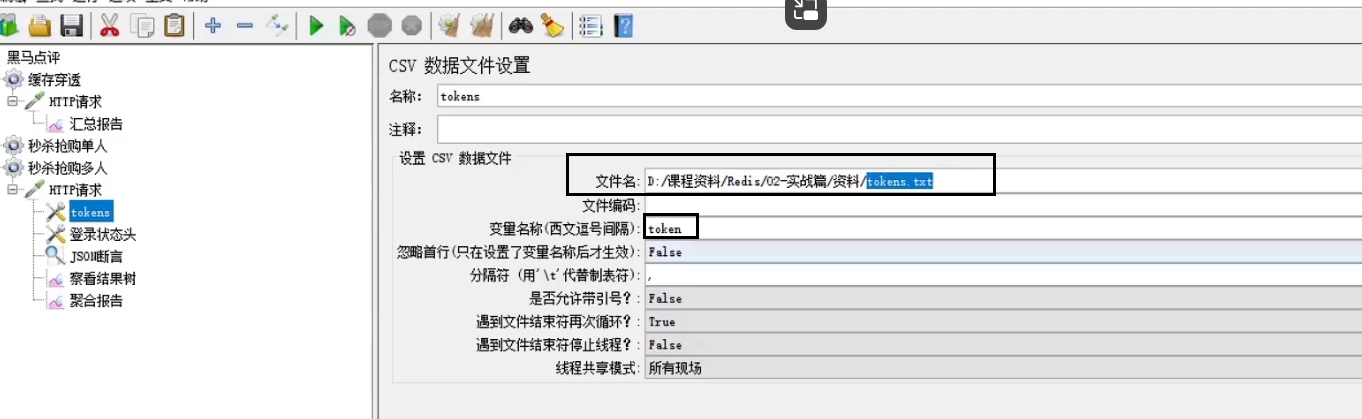 黑马点评
缓存穿透
HTTP请求
汇总报告
秒杀抢购单人
秒杀抢购多人
HTTP请求
tokens
登录状态头
JSON断言
察看结果树
聚合报告
CSV 数据文件设置
名称: tokens
注释:
设置 CSV 数据文件
文件名: D:/课程资料/Redis/02-实战篇/资料/tokens.txt
文件编码:
变量名称(西文逗号间隔): token
忽略首行(只在设置了变量名称后才生效): False
分隔符 (用'\t'代替制表符): ,
是否允许带引号?: False
遇到文件结束符再次循环?: True
遇到文件结束符停止线程?: False
线程共享模式: 所有现场